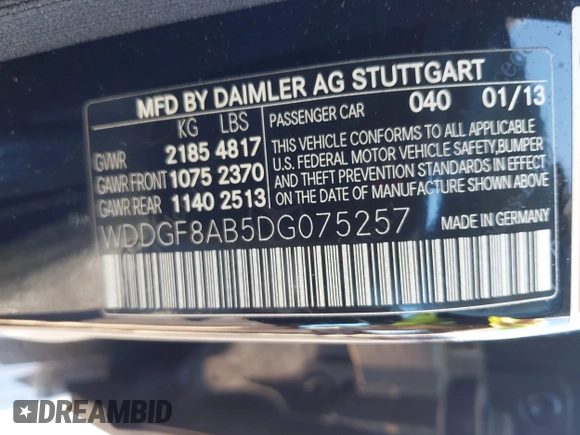 MFD BY DAIMLER AG STUTTGART
KG LBS PASSENGER CAR 040 01/13
GVWR 2185 4817
GAWR FRONT 1075 2370
GAWR REAR 1140 2513
THIS VEHICLE CONFORMS TO ALL APPLICABLE
U.S. FEDERAL MOTOR VEHICLE SAFETY,BUMPER
AND THEFT PREVENTION STANDARDS IN EFFECT
ON THE DATE OF MANUFACTURE SHOWN ABOVE.
WDDGF8AB5DG075257
MADE IN GERMANY
DREAMBID